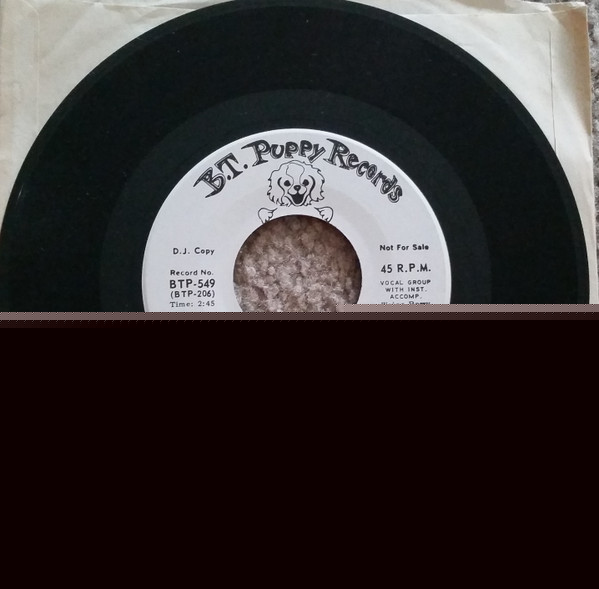 B.T. Puppy Records
D.J. Copy
Not For Sale
Record No.
BTP-549
(BTP-206)
Time: 2:45
45 R.P.M.
VOCAL GROUP
WITH INST.
ACCOMP.